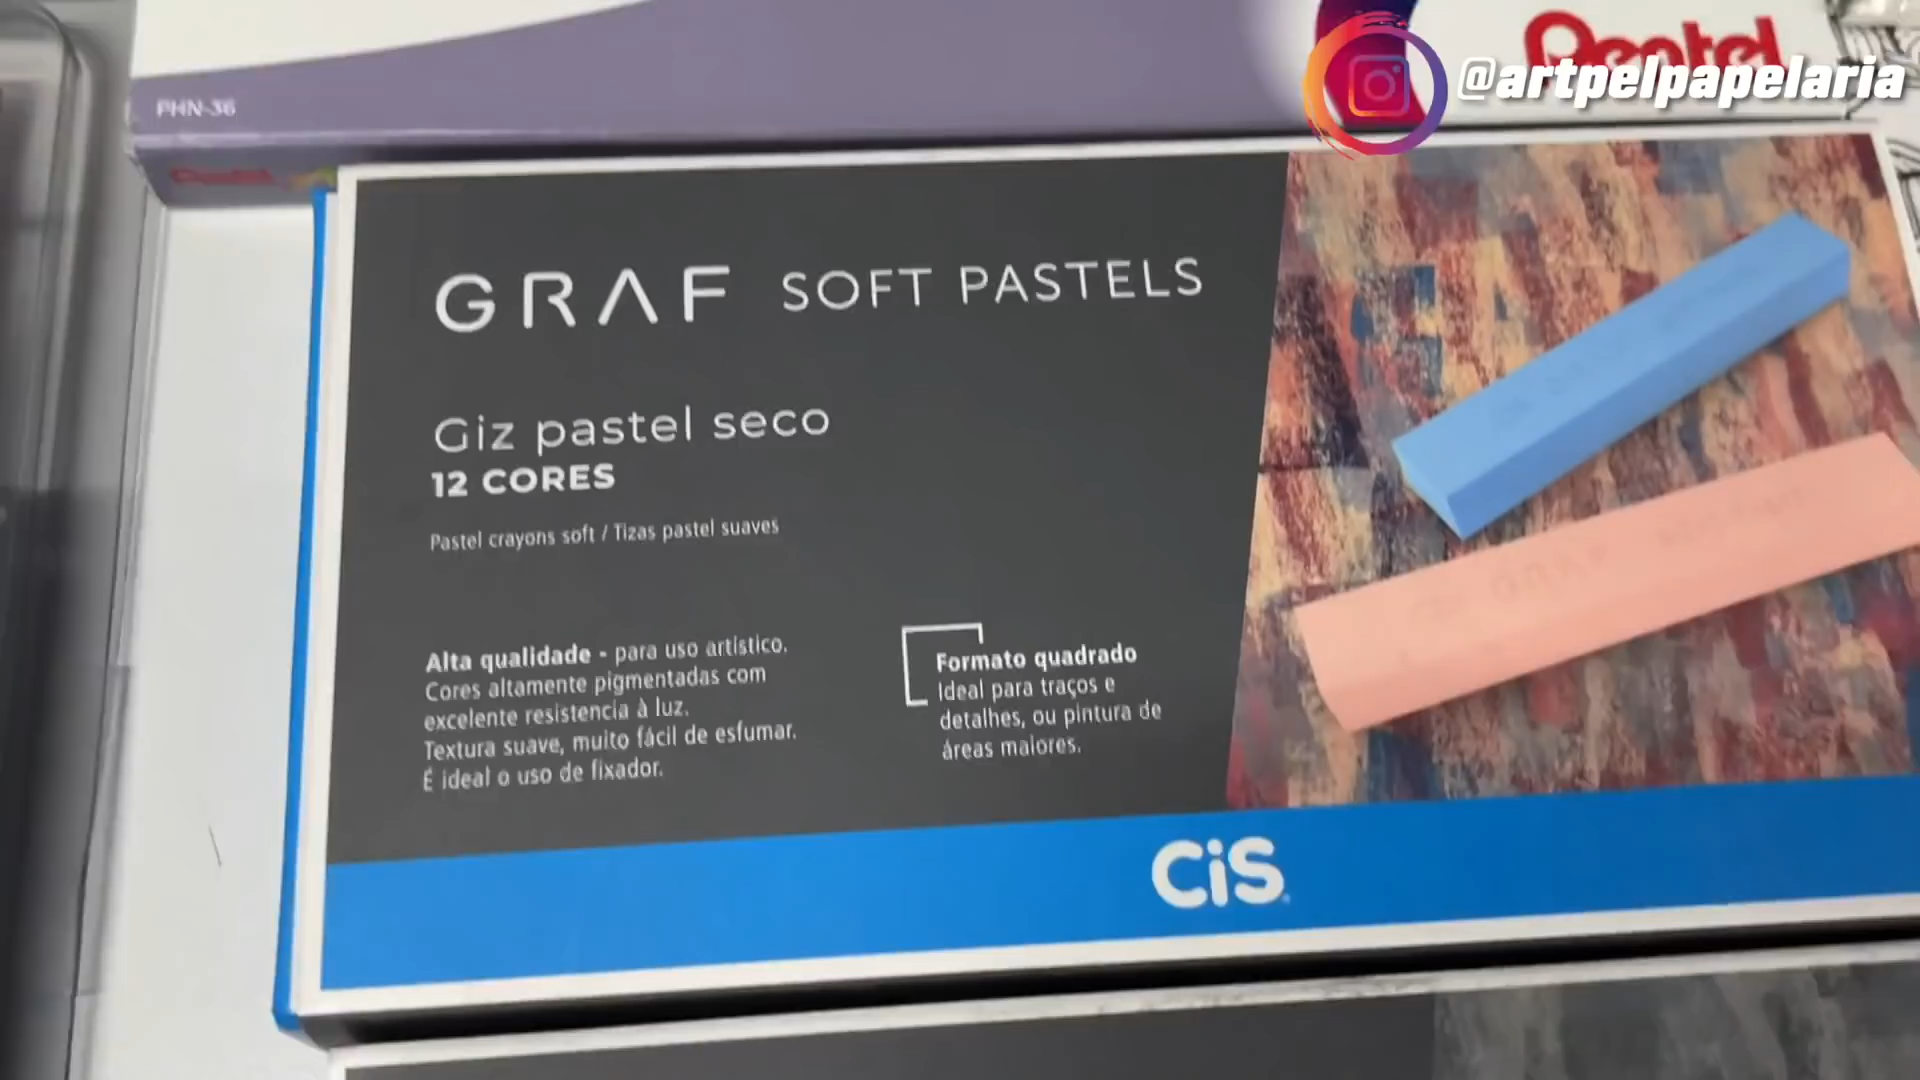 Pentel
@artpelpapelaria
PHN-36
Pentel
GRAF SOFT PASTELS
Giz pastel seco
12 CORES
Pastel crayons soft / Tizas pastel suaves
Alta qualidade - para uso artístico.
Cores altamente pigmentadas com
excelente resistencia à luz.
Textura suave, muito fácil de esfumar.
É ideal o uso de fixador.
Formato quadrado
Ideal para traços e
detalhes, ou pintura de
áreas maiores.
CiS